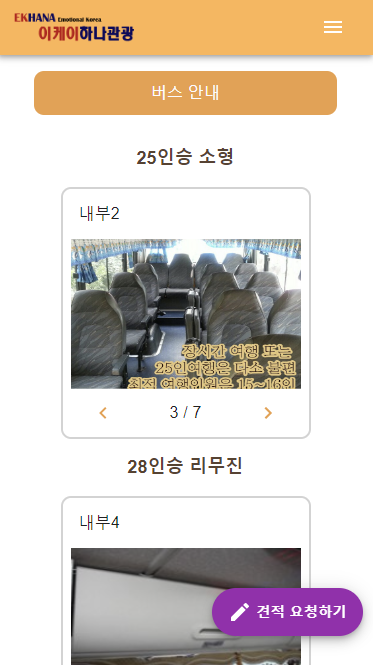 EKHANA Emotional Korea
이케이하나관광
버스 안내
25인승 소형
내부2
장시간 여행 또는
25인여행은 다소 불편
최적 여행인원은 15~16인
3 / 7
28인승 리무진
내부4
견적 요청하기